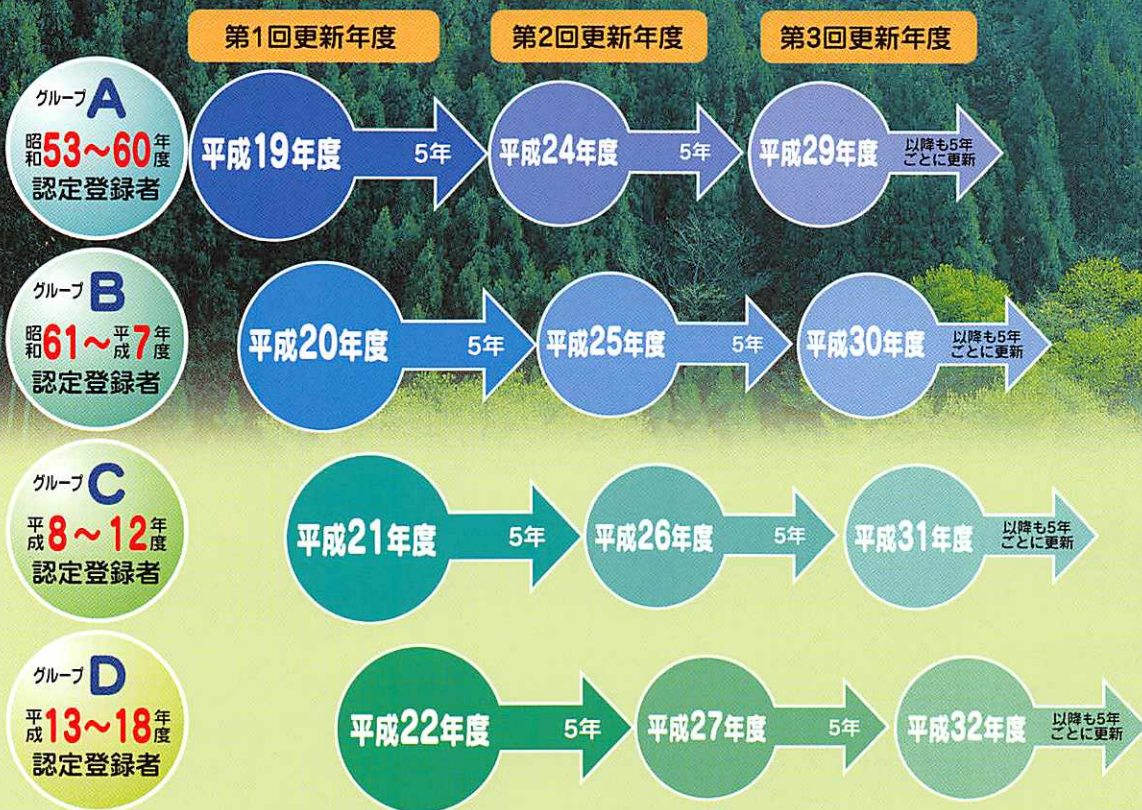 第1回更新年度
第2回更新年度
第3回更新年度
グループA
昭和53～60年度
認定登録者
平成19年度
5年
平成24年度
5年
平成29年度
以降も5年
ごとに更新
グループB
昭和61～平成7年度
認定登録者
平成20年度
5年
平成25年度
5年
平成30年度
以降も5年
ごとに更新
グループC
平成8～12年度
認定登録者
平成21年度
5年
平成26年度
5年
平成31年度
以降も5年
ごとに更新
グループD
平成13～18年度
認定登録者
平成22年度
5年
平成27年度
5年
平成32年度
以降も5年
ごとに更新